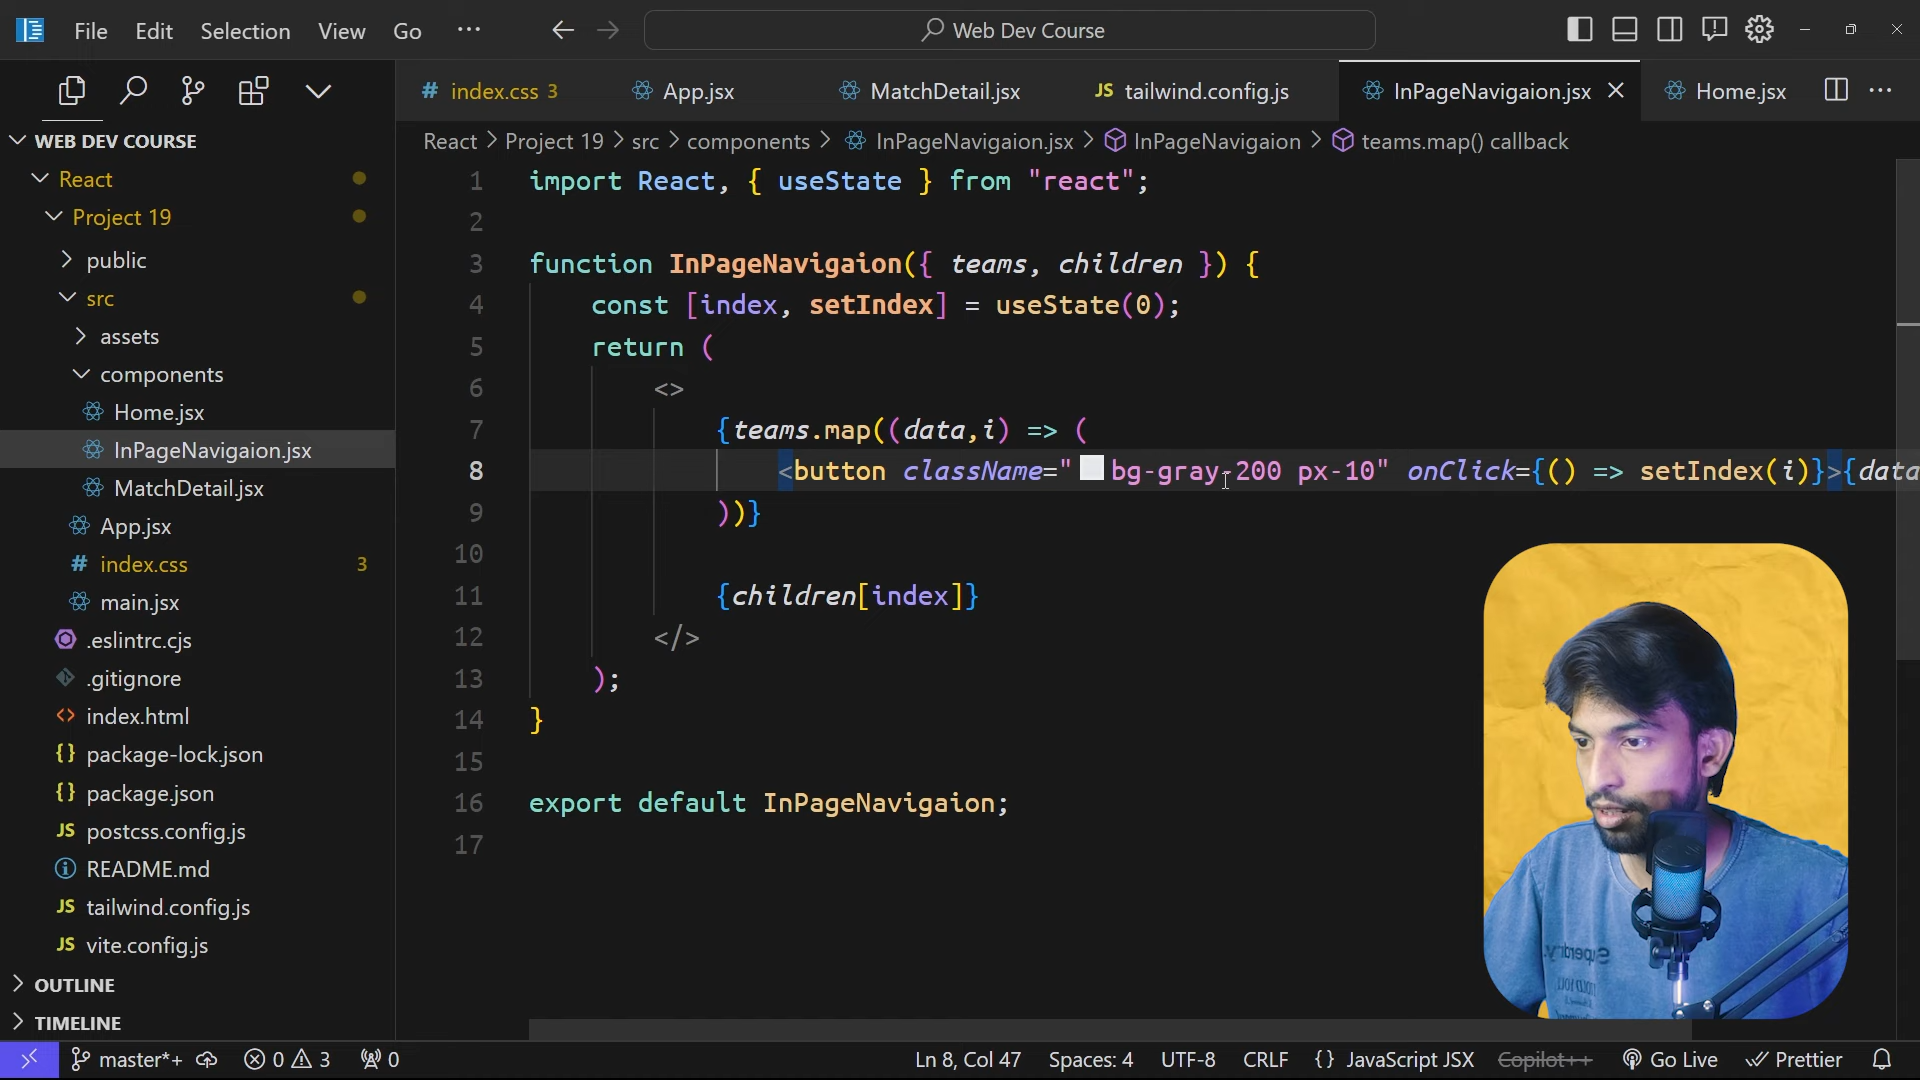 File Edit Selection View Go ··· Web Dev Course
WEB DEV COURSE
React
Project 19
public
src
assets
components
Home.jsx
InPageNavigaion.jsx
MatchDetail.jsx
App.jsx
# index.css 3
main.jsx
.eslintrc.cjs
.gitignore
<> index.html
{} package-lock.json
{} package.json
JS postcss.config.js
README.md
JS tailwind.config.js
JS vite.config.js
OUTLINE
TIMELINE
# index.css 3 App.jsx MatchDetail.jsx JS tailwind.config.js InPageNavigaion.jsx Home.jsx ···
React > Project 19 > src > components > InPageNavigaion.jsx > InPageNavigaion > teams.map() callback
1 import React, { useState } from "react";
2
3 function InPageNavigaion({ teams, children }) {
4 const [index, setIndex] = useState(0);
5 return (
6 <>
7 {teams.map((data,i) => (
8 <button className="bg-gray-200 px-10" onClick={() => setIndex(i)}>{data
9 ))}
10
11 {children[index]}
12 </>
13 );
14 }
15
16 export default InPageNavigaion;
17
master*+ 0 3 0 Ln 8, Col 47 Spaces: 4 UTF-8 CRLF {} JavaScript JSX Copilot++ Go Live Prettier